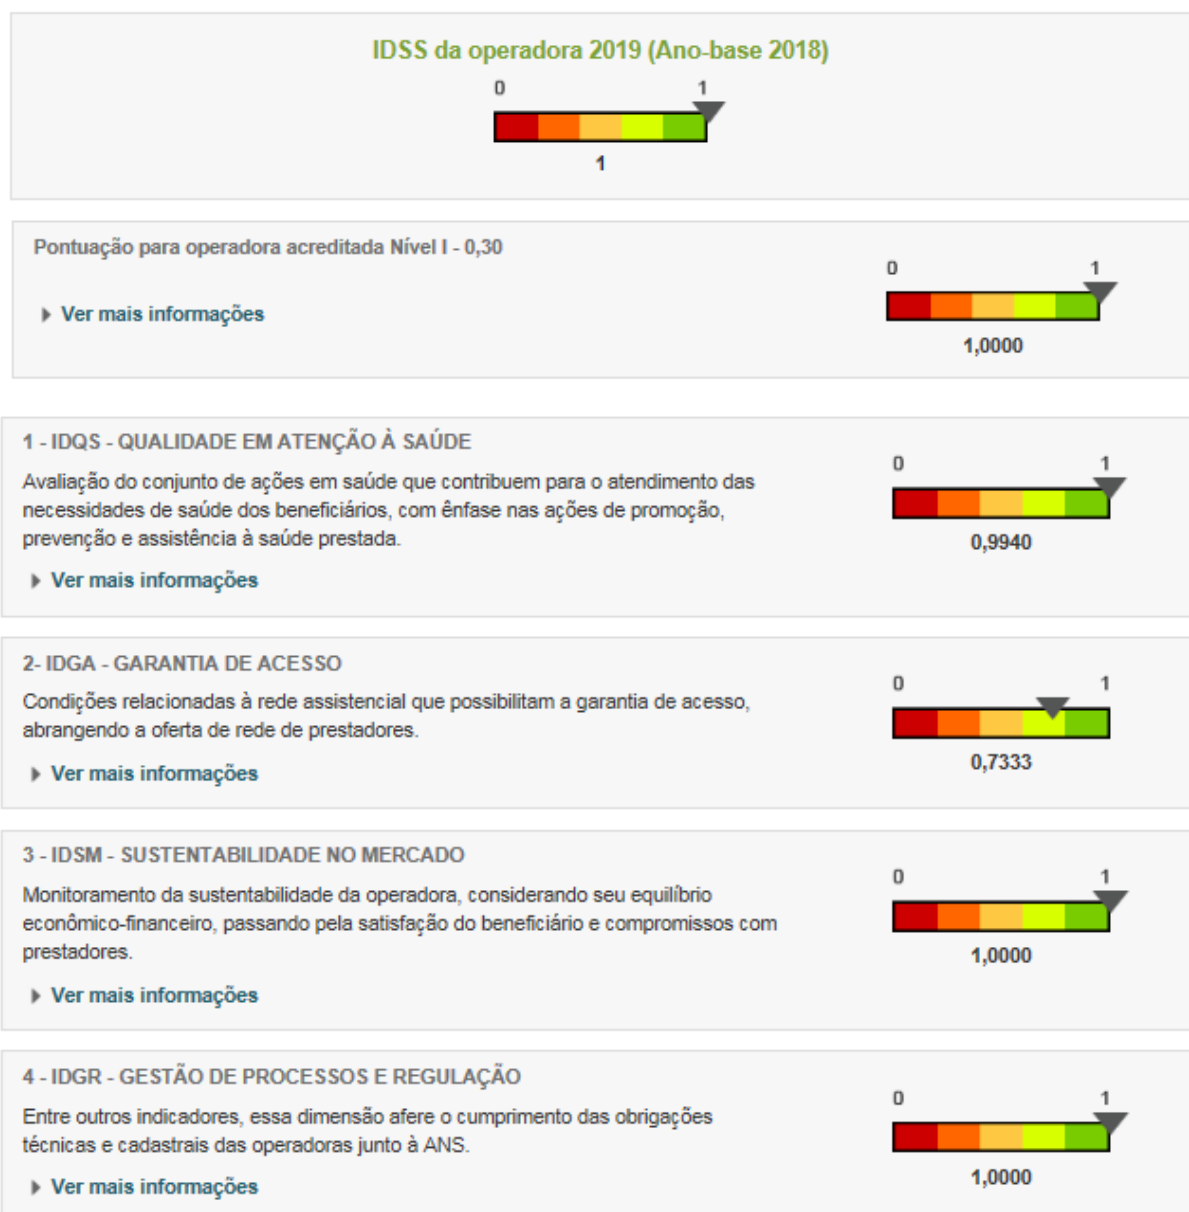 IDSS da operadora 2019 (Ano-base 2018)
0 1
1
Pontuação para operadora acreditada Nível I - 0,30
0 1
Ver mais informações
1,0000
1 - IDQS - QUALIDADE EM ATENÇÃO À SAÚDE
0 1
Avaliação do conjunto de ações em saúde que contribuem para o atendimento das
necessidades de saúde dos beneficiários, com ênfase nas ações de promoção,
prevenção e assistência à saúde prestada.
0,9940
Ver mais informações
2- IDGA - GARANTIA DE ACESSO
0 1
Condições relacionadas à rede assistencial que possibilitam a garantia de acesso,
abrangendo a oferta de rede de prestadores.
0,7333
Ver mais informações
3 - IDSM - SUSTENTABILIDADE NO MERCADO
0 1
Monitoramento da sustentabilidade da operadora, considerando seu equilíbrio
econômico-financeiro, passando pela satisfação do beneficiário e compromissos com
prestadores.
1,0000
Ver mais informações
4 - IDGR - GESTÃO DE PROCESSOS E REGULAÇÃO
0 1
Entre outros indicadores, essa dimensão afere o cumprimento das obrigações
técnicas e cadastrais das operadoras junto à ANS.
1,0000
Ver mais informações